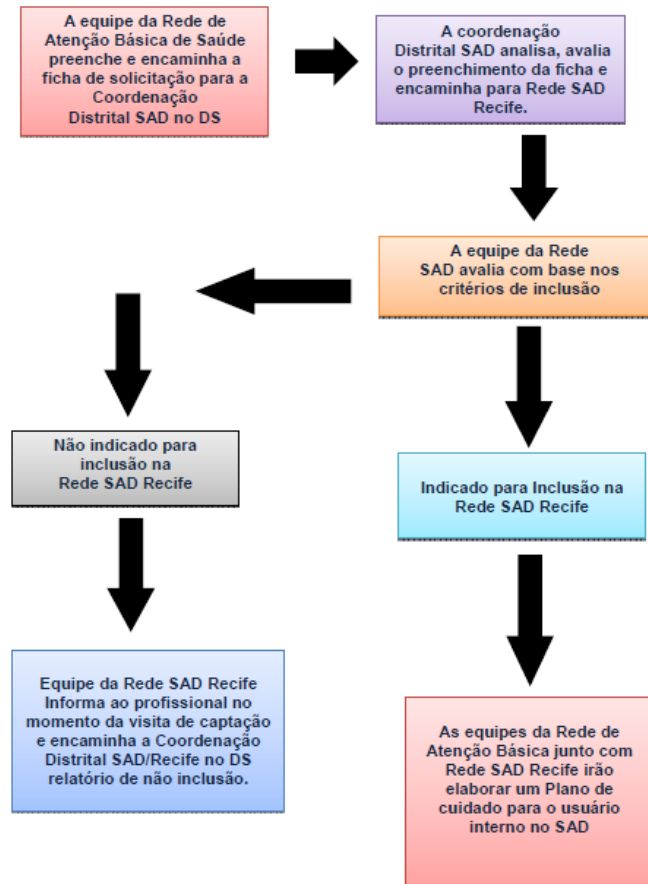 A equipe da Rede de
Atenção Básica de Saúde
preenche e encaminha a
ficha de solicitação para a
Coordenação
Distrital SAD no DS
A coordenação
Distrital SAD analisa, avalia
o preenchimento da ficha e
encaminha para Rede SAD
Recife.
A equipe da Rede
SAD avalia com base nos
critérios de inclusão
Não indicado para
inclusão na
Rede SAD Recife
Indicado para Inclusão na
Rede SAD Recife
Equipe da Rede SAD Recife
Informa ao profissional no
momento da visita de captação
e encaminha a Coordenação
Distrital SAD/Recife no DS
relatório de não inclusão.
As equipes da Rede de
Atenção Básica junto com
Rede SAD Recife irão
elaborar um Plano de
cuidado para o usuário
interno no SAD